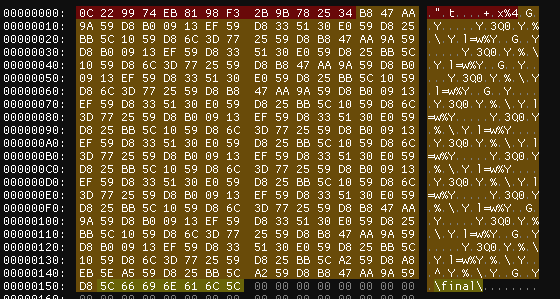 00000000: 0C 22 99 74 EB 81 98 F3 2B 9B 78 25 34 B8 47 AA .".t....+.x%4.G.
00000010: 9A 59 D8 B0 09 13 EF 59 D8 33 51 30 E0 59 D8 25 .Y.....Y.3Q0.Y.%
00000020: BB 5C 10 59 D8 6C 3D 77 25 59 D8 B8 47 AA 9A 59 .\.Y.l=w%Y..G..Y
00000030: D8 B0 09 13 EF 59 D8 33 51 30 E0 59 D8 25 BB 5C .....Y.3Q0.Y.%.\
00000040: 10 59 D8 6C 3D 77 25 59 D8 B8 47 AA 9A 59 D8 B0 .Y.l=w%Y..G..Y..
00000050: 09 13 EF 59 D8 33 51 30 E0 59 D8 25 BB 5C 10 59 ...Y.3Q0.Y.%.\.Y
00000060: D8 6C 3D 77 25 59 D8 B8 47 AA 9A 59 D8 B0 09 13 .l=w%Y..G..Y....
00000070: EF 59 D8 33 51 30 E0 59 D8 25 BB 5C 10 59 D8 6C .Y.3Q0.Y.%.\.Y.l
00000080: 3D 77 25 59 D8 B0 09 13 EF 59 D8 33 51 30 E0 59 =w%Y.....Y.3Q0.Y
00000090: D8 25 BB 5C 10 59 D8 6C 3D 77 25 59 D8 B0 09 13 .%.\.Y.l=w%Y....
000000A0: EF 59 D8 33 51 30 E0 59 D8 25 BB 5C 10 59 D8 6C .Y.3Q0.Y.%.\.Y.l
000000B0: 3D 77 25 59 D8 B0 09 13 EF 59 D8 33 51 30 E0 59 =w%Y.....Y.3Q0.Y
000000C0: D8 25 BB 5C 10 59 D8 6C 3D 77 25 59 D8 B0 09 13 .%.\.Y.l=w%Y....
000000D0: EF 59 D8 33 51 30 E0 59 D8 25 BB 5C 10 59 D8 6C .Y.3Q0.Y.%.\.Y.l
000000E0: 3D 77 25 59 D8 B0 09 13 EF 59 D8 33 51 30 E0 59 =w%Y.....Y.3Q0.Y
000000F0: D8 25 BB 5C 10 59 D8 6C 3D 77 25 59 D8 B8 47 AA .%.\.Y.l=w%Y..G.
00000100: 9A 59 D8 B0 09 13 EF 59 D8 33 51 30 E0 59 D8 25 .Y.....Y.3Q0.Y.%
00000110: BB 5C 10 59 D8 6C 3D 77 25 59 D8 B8 47 AA 9A 59 .\.Y.l=w%Y..G..Y
00000120: D8 B0 09 13 EF 59 D8 33 51 30 E0 59 D8 25 BB 5C .....Y.3Q0.Y.%.\
00000130: 10 59 D8 6C 3D 77 25 59 D8 25 BB 5C A2 59 D8 A8 .Y.l=w%Y.%.\.Y..
00000140: EB 5E A5 59 D8 25 BB 5C A2 59 D8 B8 47 AA 9A 59 .^.Y.%.\.Y..G..Y
00000150: D8 5C 66 69 6E 61 6C 5C 00 00 00 00 00 00 00 00 .\final\........